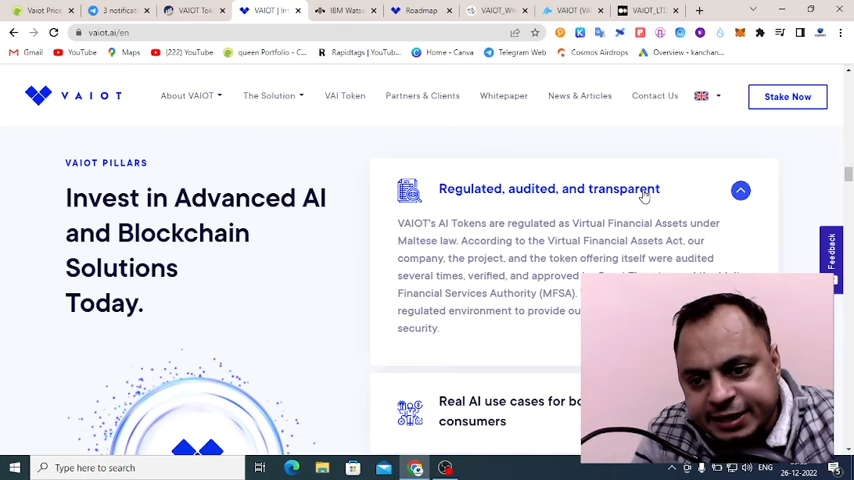 Vaiot Price
3 notificati
VAIOT Tok
VAIOT | Int
IBM Watso
Roadmap
VAIOT_Wh
VAIOT (VA
VAIOT_LTD
vaiot.ai/en
Gmail
YouTube
(222) YouTube
queen Portfolio - C...
Maps
Rapidtags | YouTub...
Home - Canva
Telegram Web
Cosmos Airdrops
Overview - kanchan...
VAIOT
About VAIOT
The Solution
VAI Token
Partners & Clients
Whitepaper
News & Articles
Contact Us
Stake Now
VAIOT PILLARS
Invest in Advanced AI
and Blockchain
Solutions
Today.
Regulated, audited, and transparent
VAIOT's AI Tokens are regulated as Virtual Financial Assets under
Maltese law. According to the Virtual Financial Assets Act, our
company, the project, and the token offering itself were audited
several times, verified, and approved by
Financial Services Authority (MFSA).
regulated environment to provide ou
security.
Real AI use cases for bo
consumers
Feedback
Type here to search
ENG
26-12-2022
5